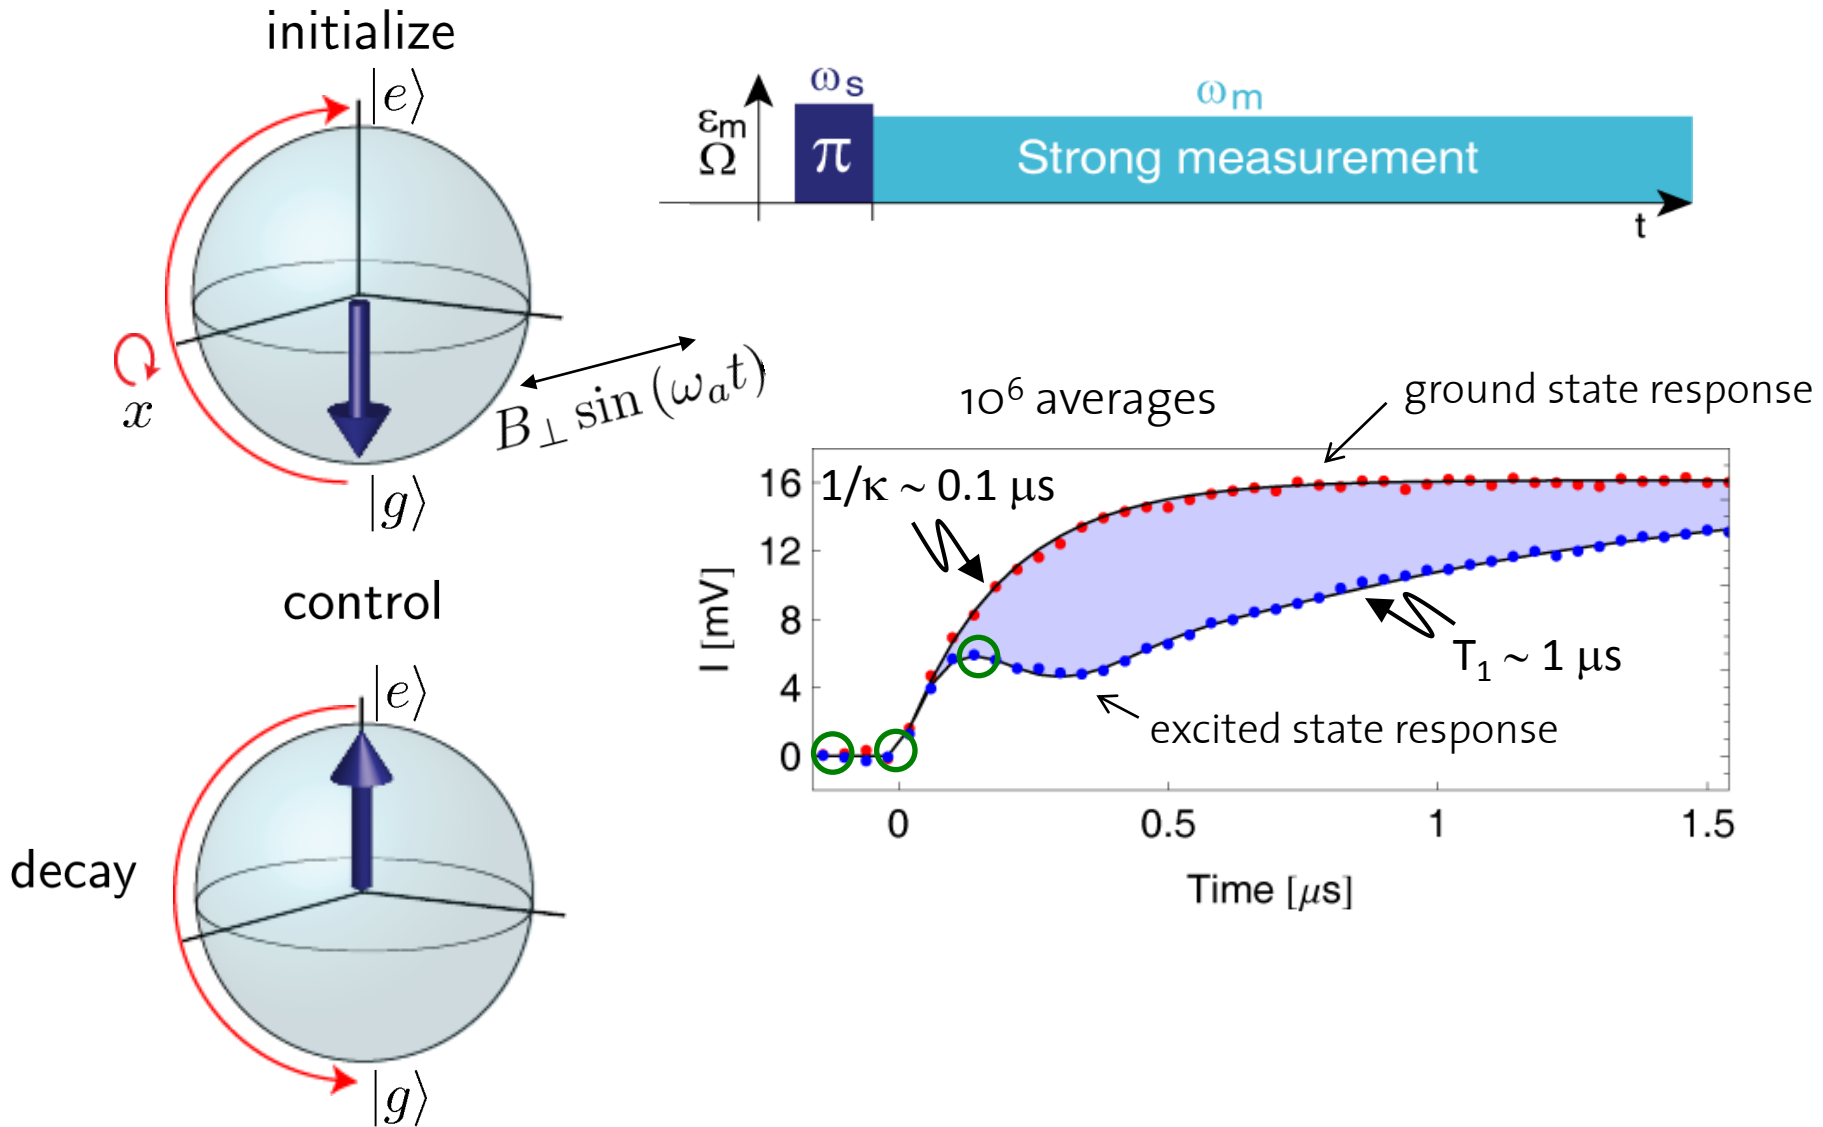 initialize
|e⟩
x
B⊥ sin (ωₐt)
|g⟩
control
|e⟩
decay
|g⟩
ωs
ωm
εm
Ω
π
Strong measurement
t
10⁶ averages
ground state response
1/κ ~ 0.1 μs
T₁ ~ 1 μs
excited state response
I [mV]
16
12
8
4
0
0 0.5 1 1.5
Time [μs]